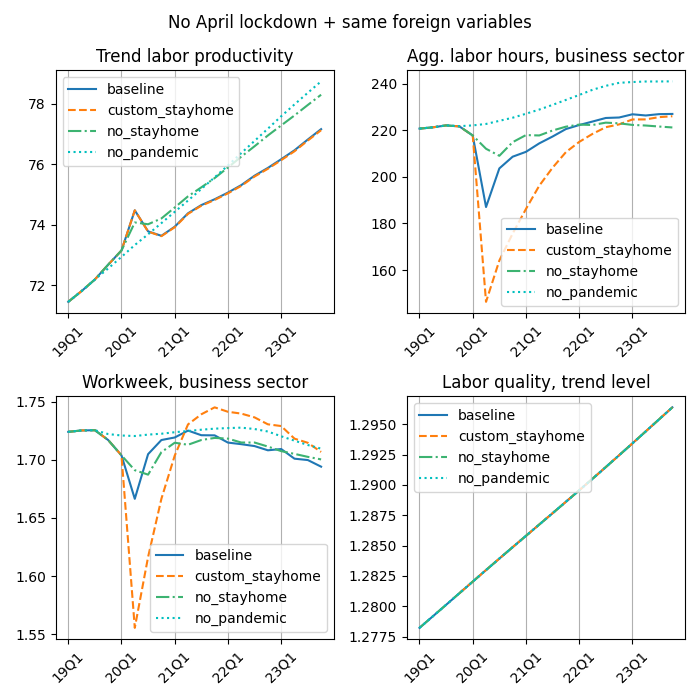 No April lockdown + same foreign variables
Trend labor productivity
78
76
74
72
baseline
custom_stayhome
no_stayhome
no_pandemic
19Q1
20Q1
21Q1
22Q1
23Q1
Agg. labor hours, business sector
240
220
200
180
160
baseline
custom_stayhome
no_stayhome
no_pandemic
19Q1
20Q1
21Q1
22Q1
23Q1
Workweek, business sector
1.75
1.70
1.65
1.60
1.55
baseline
custom_stayhome
no_stayhome
no_pandemic
19Q1
20Q1
21Q1
22Q1
23Q1
Labor quality, trend level
1.2950
1.2925
1.2900
1.2875
1.2850
1.2825
1.2800
1.2775
baseline
custom_stayhome
no_stayhome
no_pandemic
19Q1
20Q1
21Q1
22Q1
23Q1